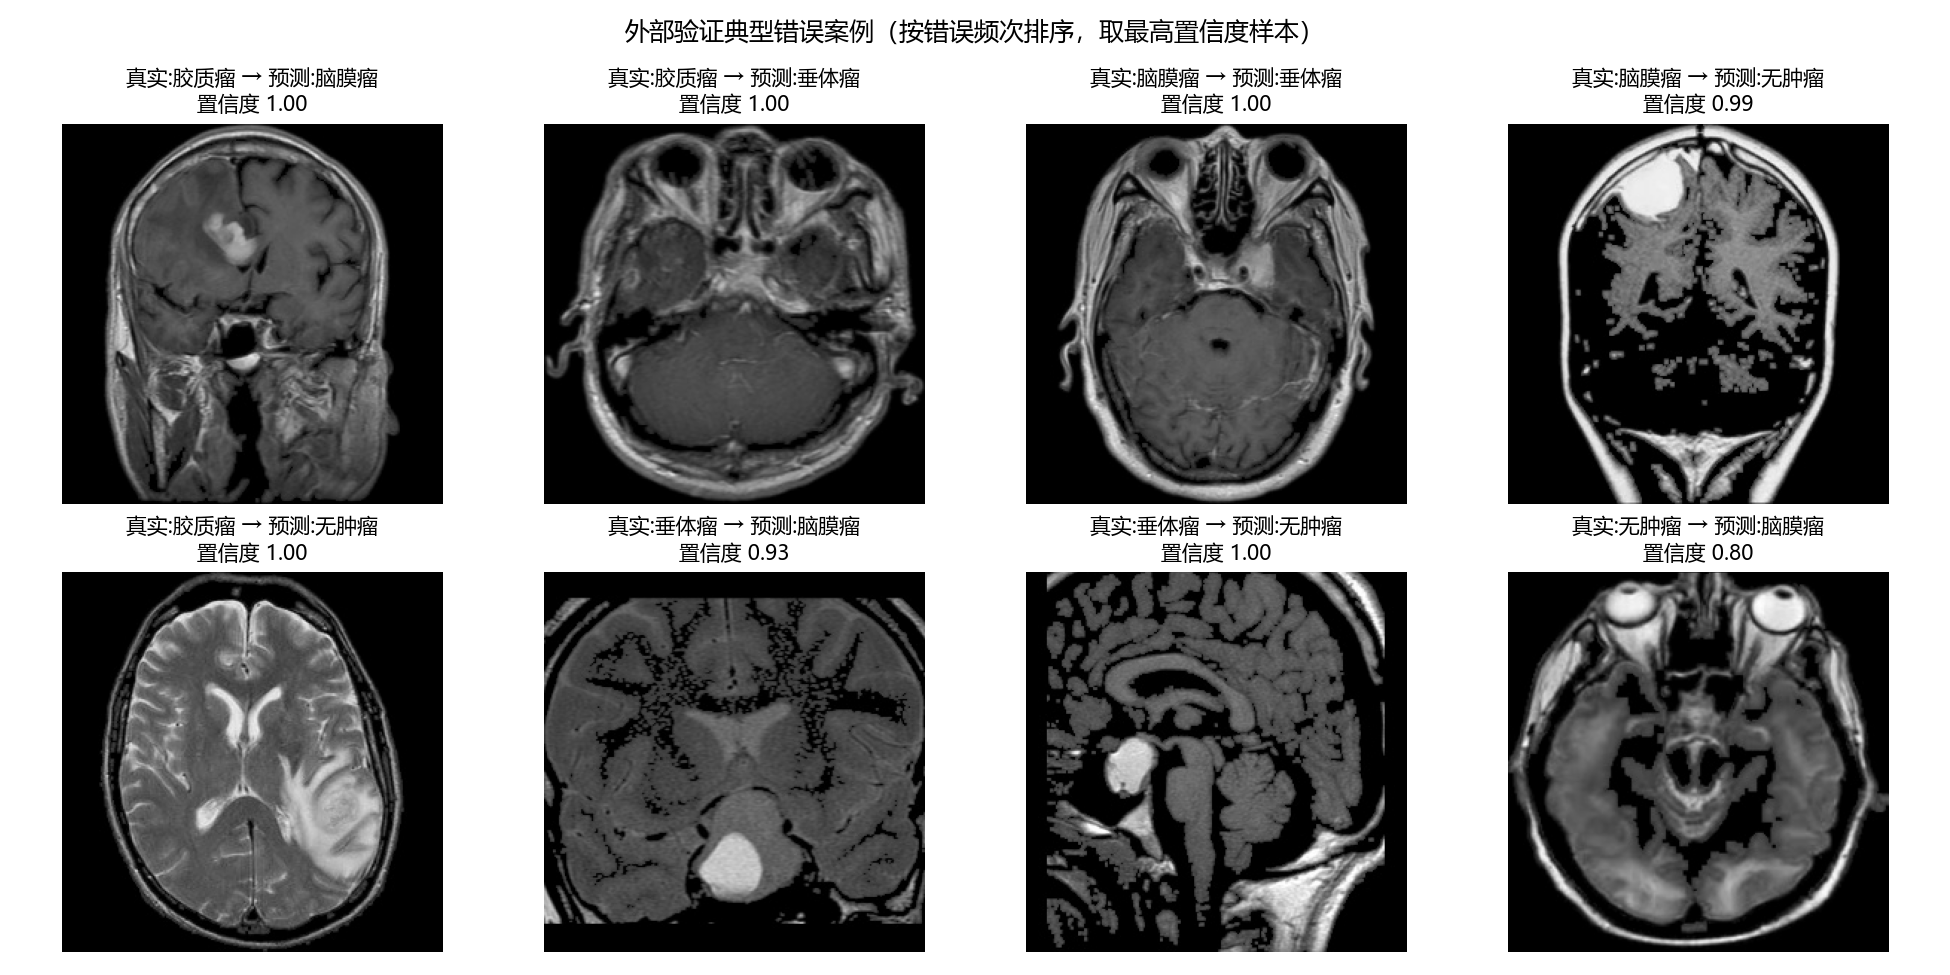 外部验证典型错误案例（按错误频次排序，取最高置信度样本）
真实:胶质瘤 → 预测:脑膜瘤
置信度 1.00
真实:胶质瘤 → 预测:垂体瘤
置信度 1.00
真实:脑膜瘤 → 预测:垂体瘤
置信度 1.00
真实:脑膜瘤 → 预测:无肿瘤
置信度 0.99
真实:胶质瘤 → 预测:无肿瘤
置信度 1.00
真实:垂体瘤 → 预测:脑膜瘤
置信度 0.93
真实:垂体瘤 → 预测:无肿瘤
置信度 1.00
真实:无肿瘤 → 预测:脑膜瘤
置信度 0.80